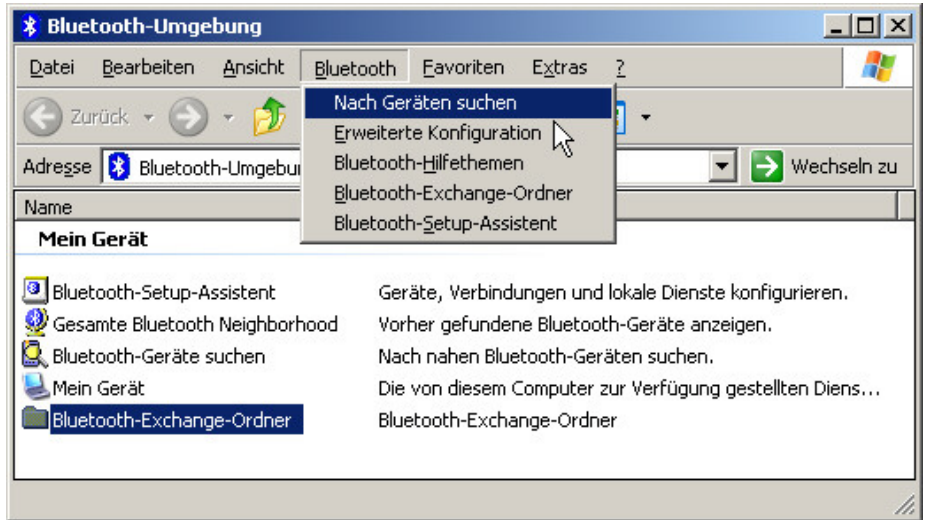 Bluetooth-Umgebung
Datei Bearbeiten Ansicht Bluetooth Favoriten Extras ?
Nach Geräten suchen
Zurück
Erweiterte Konfiguration
Bluetooth-Hilfethemen
Adresse Bluetooth-Umgebu Wechseln zu
Bluetooth-Exchange-Ordner
Name
Bluetooth-Setup-Assistent
Mein Gerät
Bluetooth-Setup-Assistent Geräte, Verbindungen und lokale Dienste konfigurieren.
Gesamte Bluetooth Neighborhood Vorher gefundene Bluetooth-Geräte anzeigen.
Bluetooth-Geräte suchen Nach nahen Bluetooth-Geräten suchen.
Mein Gerät Die von diesem Computer zur Verfügung gestellten Diens...
Bluetooth-Exchange-Ordner Bluetooth-Exchange-Ordner